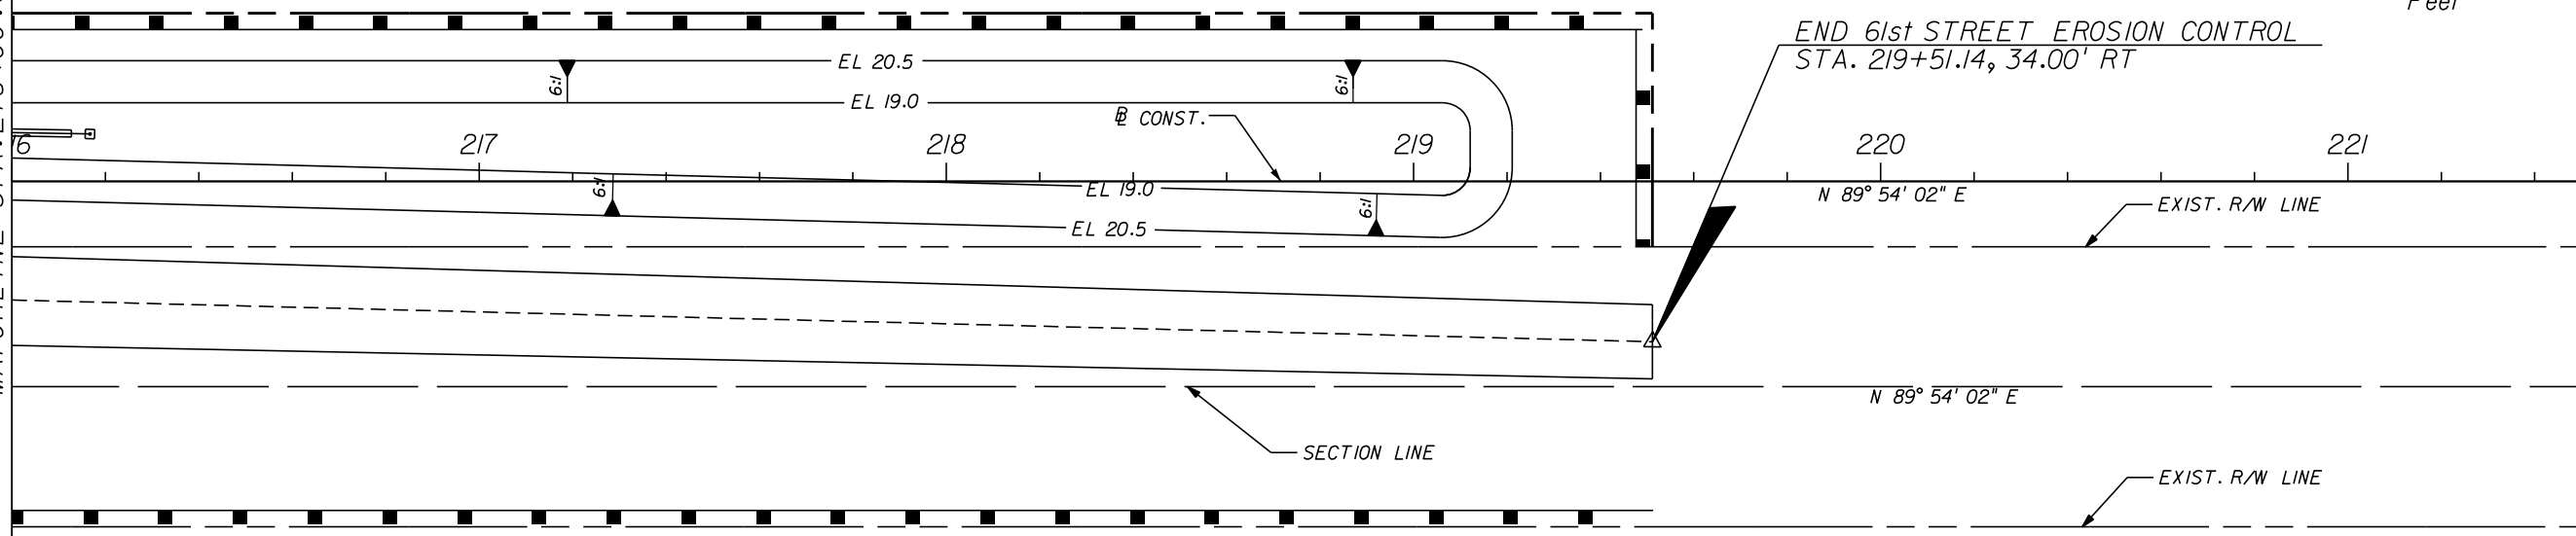 Feet
END 61st STREET EROSION CONTROL
STA. 219+51.14, 34.00' RT
EL 20.5
6:1
6:1
EL 19.0
℄ CONST.
217
218
219
220
221
6:1
EL 19.0
6:1
N 89° 54' 02" E
EXIST. R/W LINE
EL 20.5
N 89° 54' 02" E
SECTION LINE
EXIST. R/W LINE